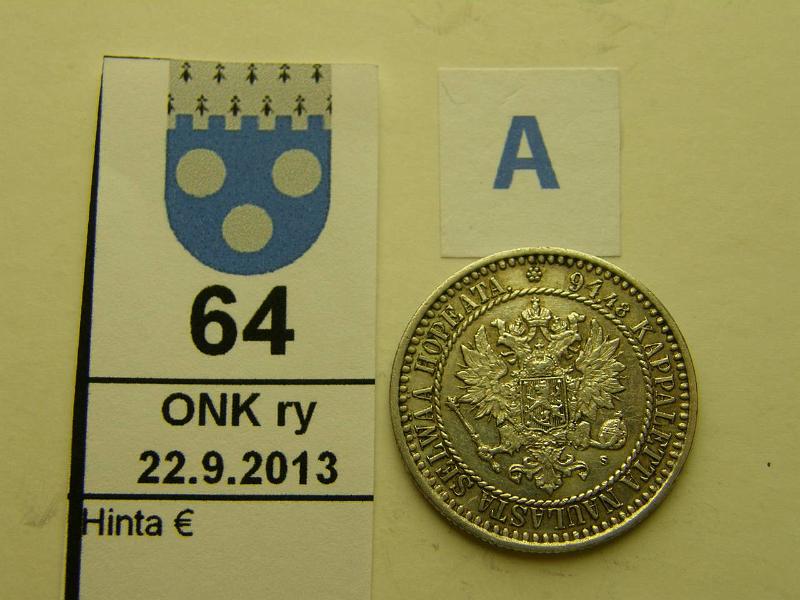 64
ONK ry
22.9.2013
Hinta €
A
94,48 KAPPALETTA NAULASTA SELWÄÄ HOPEATA.
S